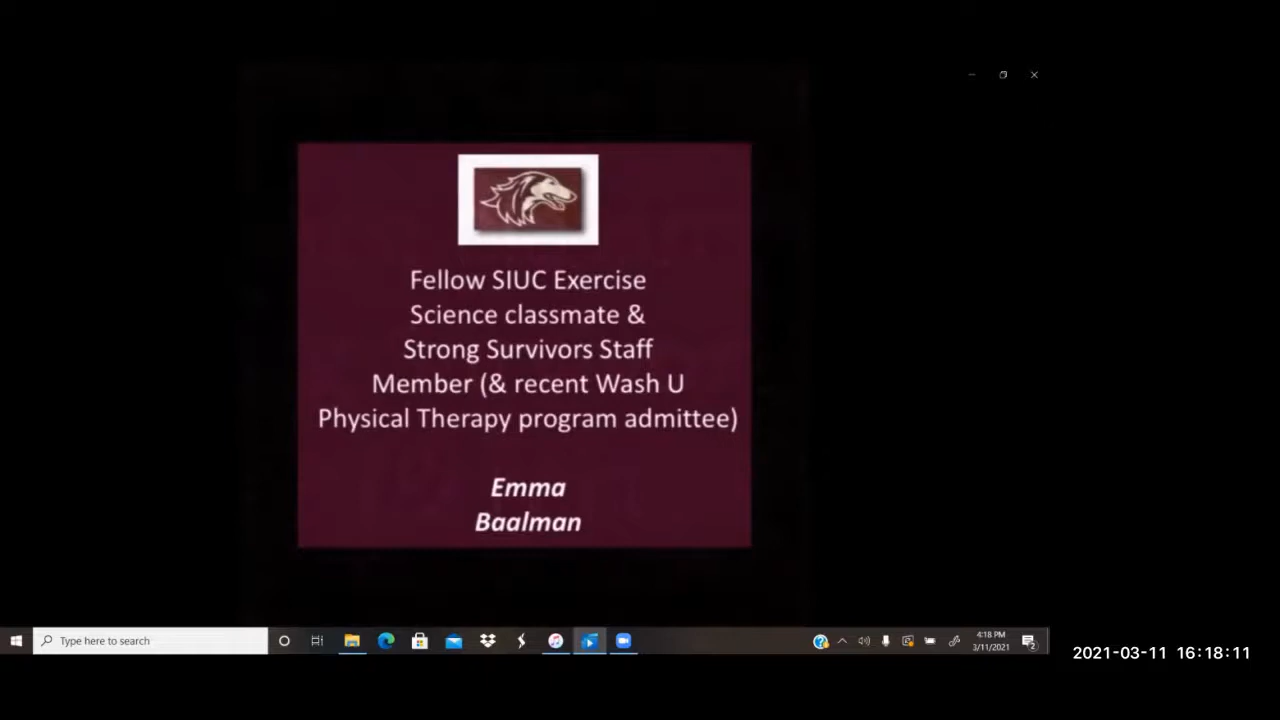 Fellow SIUC Exercise
Science classmate &
Strong Survivors Staff
Member (& recent Wash U
Physical Therapy program admittee)
Emma
Baalman
Type here to search
4:18 PM
3/11/2021
2
2021-03-11 16:18:11